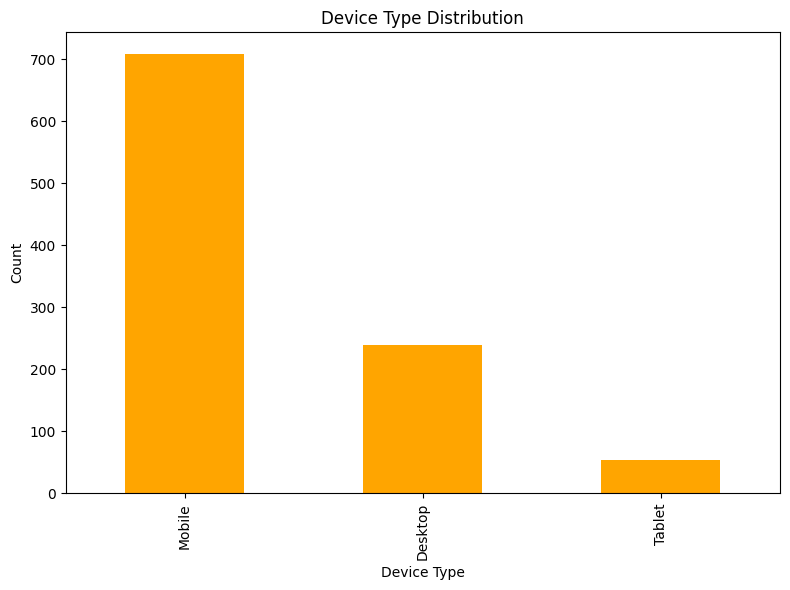 Device Type Distribution
700
600
500
400
300
200
100
0
Count
Mobile
Desktop
Tablet
Device Type